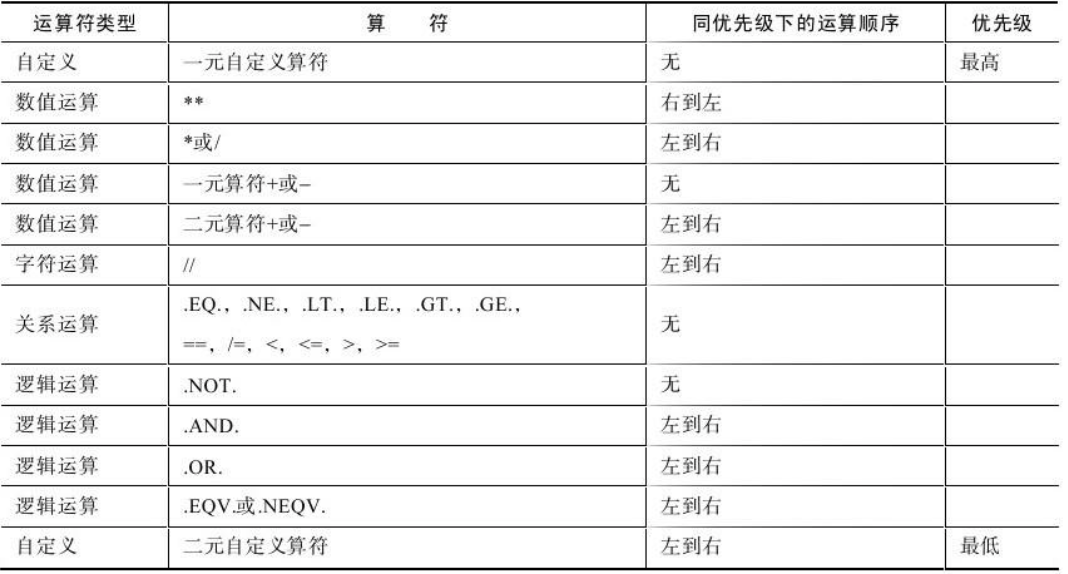 运算符类型 算 符 同优先级下的运算顺序 优先级
自定义 一元自定义算符 无 最高
数值运算 ** 右到左
数值运算 *或/ 左到右
数值运算 一元算符+或– 无
数值运算 二元算符+或– 左到右
字符运算 // 左到右
关系运算 .EQ.，.NE.，.LT.，.LE.，.GT.，.GE.， 无
==，/=，<，<=，>，>=
逻辑运算 .NOT. 无
逻辑运算 .AND. 左到右
逻辑运算 .OR. 左到右
逻辑运算 .EQV.或.NEQV. 左到右
自定义 二元自定义算符 左到右 最低